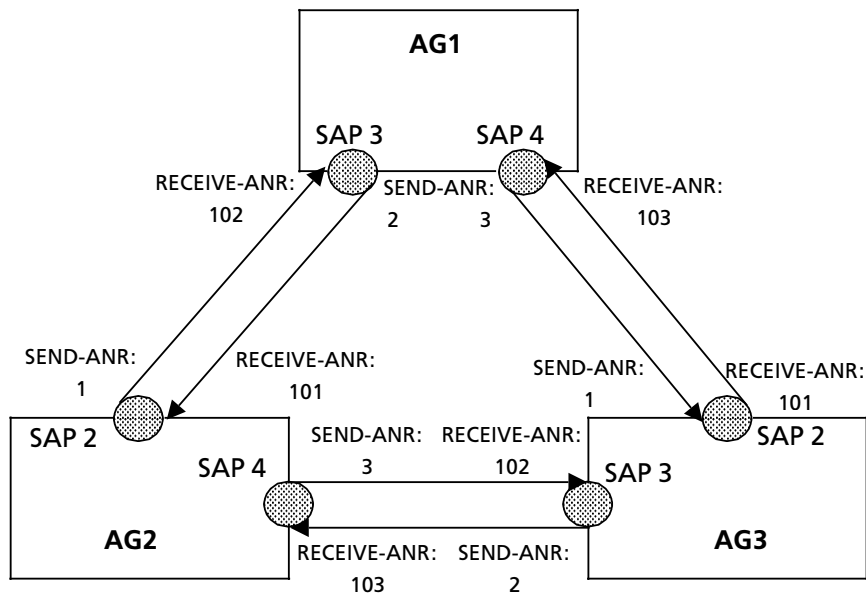 AG1
SAP 3
SAP 4
RECEIVE-ANR:
102
SEND-ANR:
2 3
RECEIVE-ANR:
103
SEND-ANR:
1
RECEIVE-ANR:
101
SEND-ANR:
1
RECEIVE-ANR:
101
SAP 2
SAP 4
AG2
SEND-ANR:
3
RECEIVE-ANR:
102
SAP 2
SAP 3
AG3
RECEIVE-ANR:
103
SEND-ANR:
2